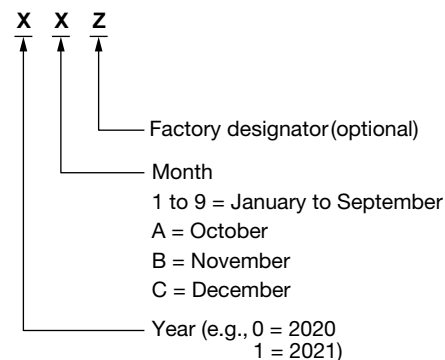 X X Z
Factory designator (optional)
Month
1 to 9 = January to September
A = October
B = November
C = December
Year (e.g., 0 = 2020
1 = 2021)